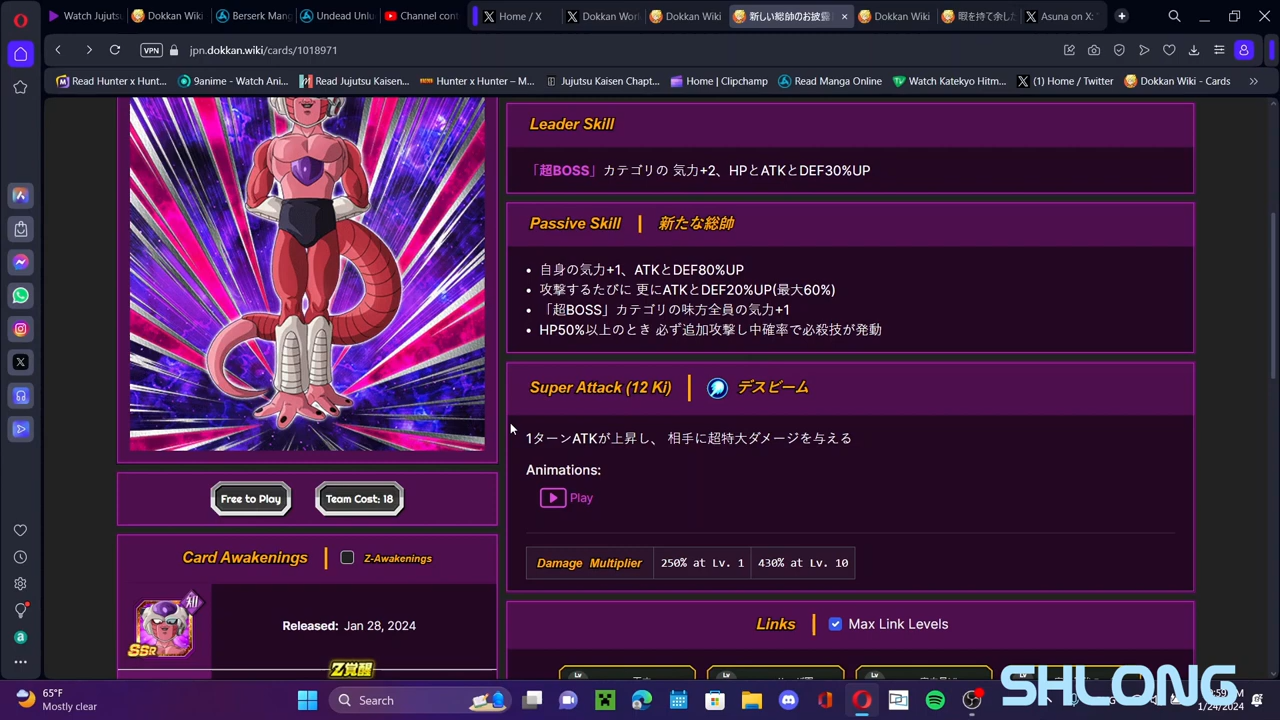 Watch Jujutsu
Dokkan Wiki
Berserk Mang
Undead Unlu
Channel cont
Home / X
Dokkan Wor
Dokkan Wiki
新しい総帥のお披露
Dokkan Wiki
暇を持て余した
Asuna on X: "
VPN
jpn.dokkan.wiki/cards/1018971
Read Hunter x Hunt...
9anime - Watch Ani...
Read Jujutsu Kaisen...
Hunter x Hunter – M...
Jujutsu Kaisen Chapt...
Home | Clipchamp
Read Manga Online
Watch Katekyo Hitm...
(1) Home / Twitter
Dokkan Wiki - Cards
Leader Skill
「超BOSS」カテゴリの 気力+2、HPとATKとDEF30%UP
Passive Skill | 新たな総帥
自身の気力+1、ATKとDEF80%UP
攻撃するたびに 更にATKとDEF20%UP(最大60%)
「超BOSS」カテゴリの味方全員の気力+1
HP50%以上のとき 必ず追加攻撃し中確率で必殺技が発動
Super Attack (12 Ki) | デスビーム
1ターンATKが上昇し、 相手に超特大ダメージを与える
Animations:
Play
Damage Multiplier 250% at Lv. 1 430% at Lv. 10
Free to Play
Team Cost: 18
Card Awakenings | Z-Awakenings
SSR
Released: Jan 28, 2024
Z覚醒
Links | Max Link Levels
Lv
Lv
Lv
Lv
SHLONG
65°F
Mostly clear
Search
1/24/2024